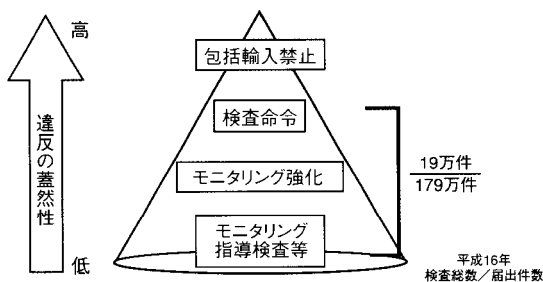 高
違反の蓋然性
低
包括輸入禁止
検査命令
モニタリング強化
モニタリング
指導検査等
19万件
179万件
平成16年
検査総数／届出件数